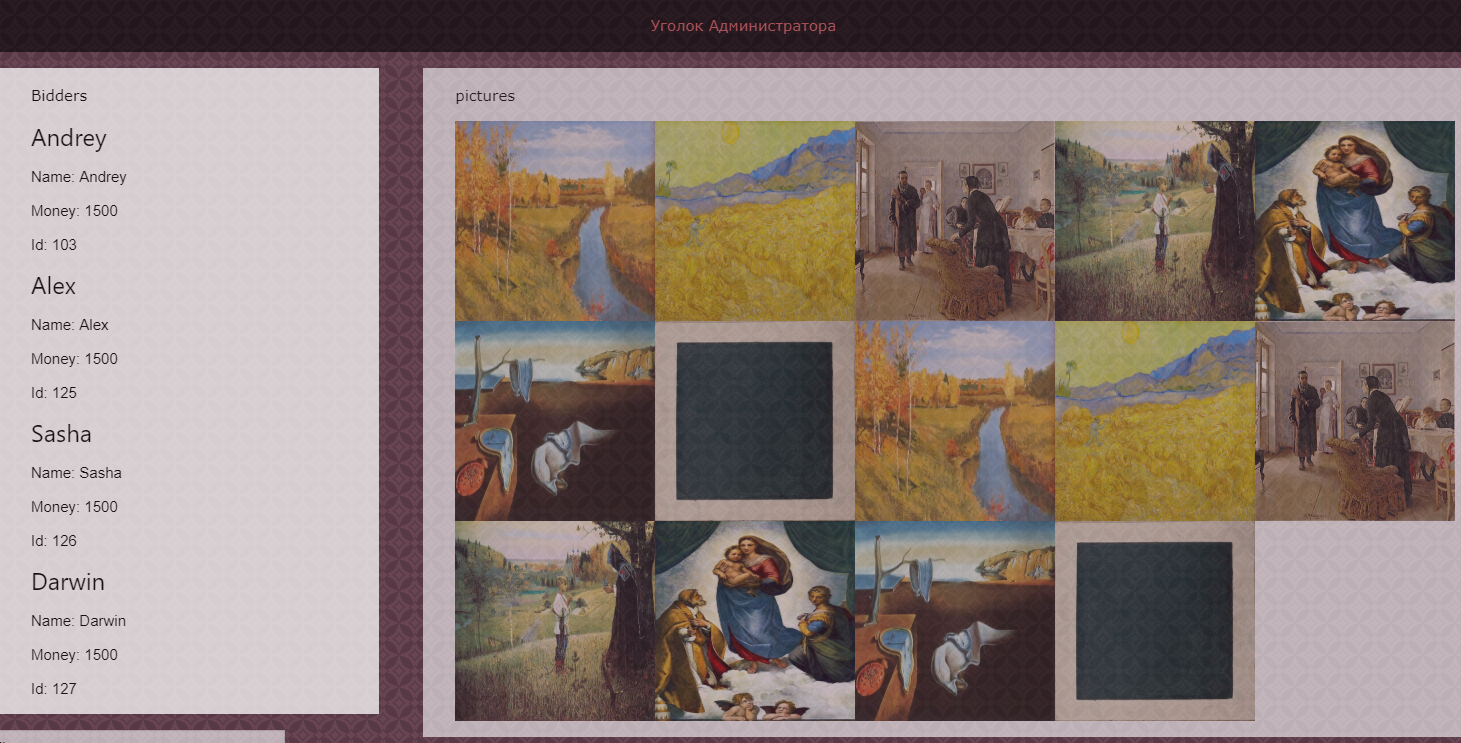 Уголок Администратора
Bidders
Andrey
Name: Andrey
Money: 1500
Id: 103
Alex
Name: Alex
Money: 1500
Id: 125
Sasha
Name: Sasha
Money: 1500
Id: 126
Darwin
Name: Darwin
Money: 1500
Id: 127
pictures